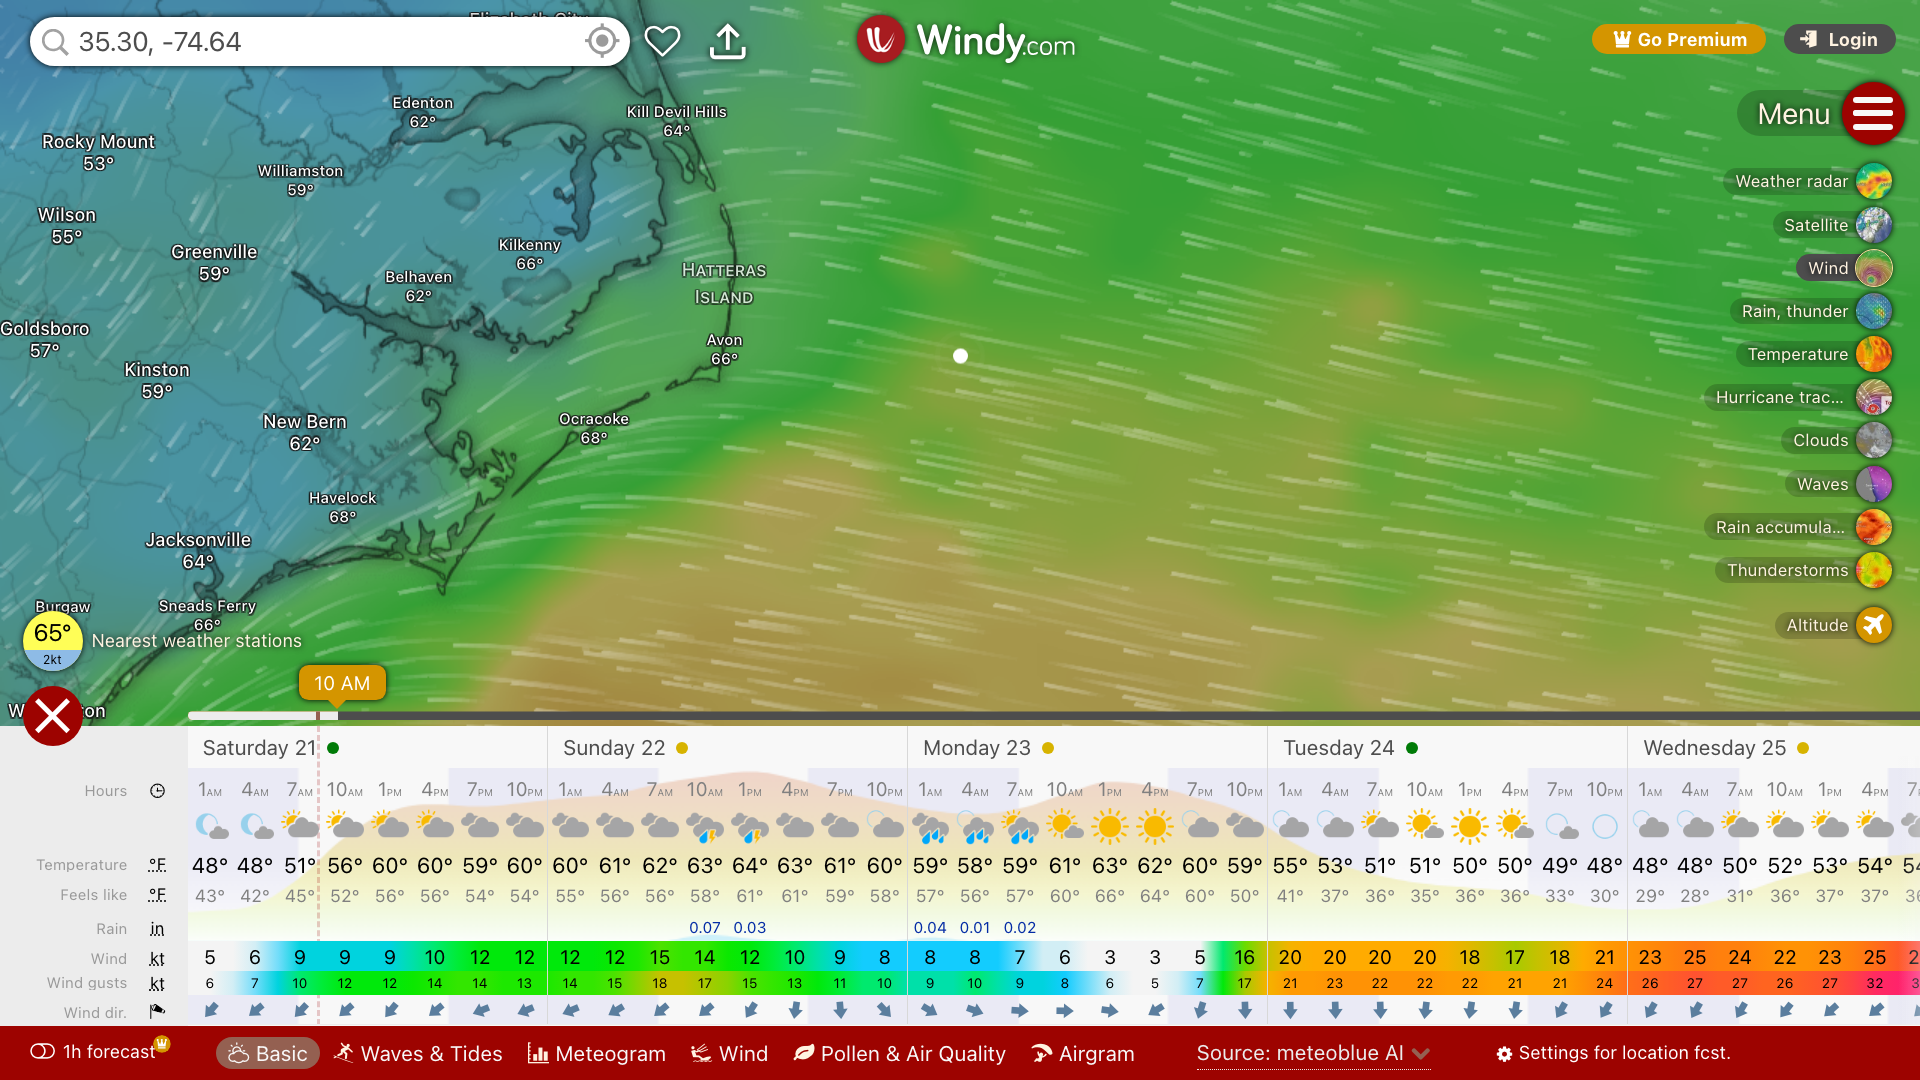 Elizabeth City
35.30, -74.64
Windy.com
Go Premium
Login
Menu
Edenton
62°
Kill Devil Hills
64°
Rocky Mount
53°
Williamston
59°
Weather radar
Wilson
55°
Satellite
Greenville
59°
Kilkenny
66°
Wind
Belhaven
62°
HATTERAS
ISLAND
Rain, thunder
Goldsboro
57°
Avon
66°
Temperature
Kinston
59°
Hurricane trac...
New Bern
62°
Ocracoke
68°
Clouds
Waves
Havelock
68°
Rain accumula...
Jacksonville
64°
Thunderstorms
Burgaw
Sneads Ferry
66°
Altitude
65°
2kt
Nearest weather stations
10 AM
Saturday 21
Sunday 22
Monday 23
Tuesday 24
Wednesday 25
Hours 1AM 4AM 7AM 10AM 1PM 4PM 7PM 10PM 1AM 4AM 7AM 10AM 1PM 4PM 7PM 10PM 1AM 4AM 7AM 10AM 1PM 4PM 7PM 10PM 1AM 4AM 7AM 10AM 1PM 4PM 7PM 10PM 1AM 4AM 7AM 10AM 1PM 4PM
Temperature °F 48° 48° 51° 56° 60° 60° 59° 60° 60° 61° 62° 63° 64° 63° 61° 60° 59° 58° 59° 61° 63° 62° 60° 59° 55° 53° 51° 51° 50° 50° 49° 48° 48° 48° 50° 52° 53° 54°
Feels like °F 43° 42° 45° 52° 56° 56° 54° 54° 55° 56° 56° 58° 61° 61° 59° 58° 57° 56° 57° 60° 66° 64° 60° 50° 41° 37° 36° 35° 36° 36° 33° 30° 29° 28° 31° 36° 37° 37°
Rain in 0.07 0.03 0.04 0.01 0.02
Wind kt 5 6 9 9 9 10 12 12 12 12 15 14 12 10 9 8 8 8 7 6 3 3 5 16 20 20 20 20 18 17 18 21 23 25 24 22 23 25
Wind gusts kt 6 7 10 12 12 14 14 13 14 15 18 17 15 13 11 10 9 10 9 8 6 5 7 17 21 23 22 22 22 21 21 24 26 27 27 26 27 32
Wind dir.
1h forecast
Basic
Waves & Tides
Meteogram
Wind
Pollen & Air Quality
Airgram
Source: meteoblue AI
Settings for location fcst.